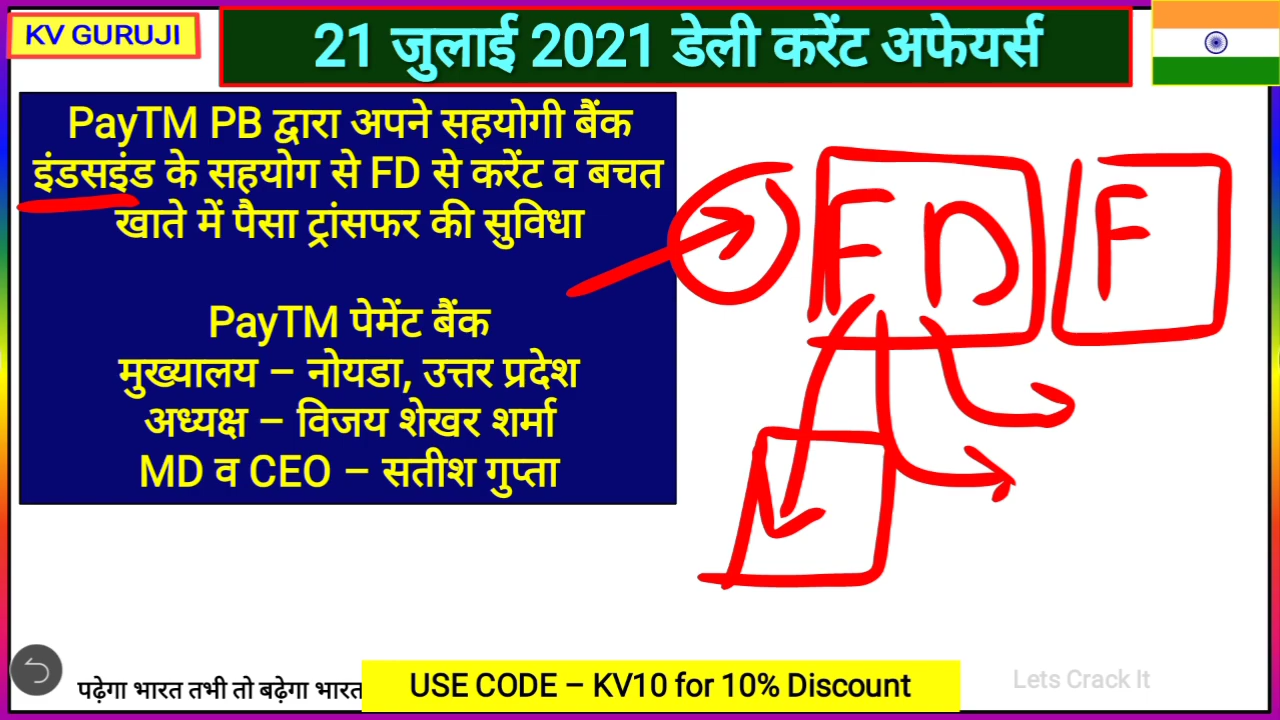 KV GURUJI
21 जुलाई 2021 डेली करेंट अफेयर्स
PayTM PB द्वारा अपने सहयोगी बैंक
इंडसइंड के सहयोग से FD से करेंट व बचत
खाते में पैसा ट्रांसफर की सुविधा
PayTM पेमेंट बैंक
मुख्यालय – नोयडा, उत्तर प्रदेश
अध्यक्ष – विजय शेखर शर्मा
MD व CEO – सतीश गुप्ता
FD F
पढ़ेगा भारत तभी तो बढ़ेगा भारत
USE CODE – KV10 for 10% Discount
Lets Crack It